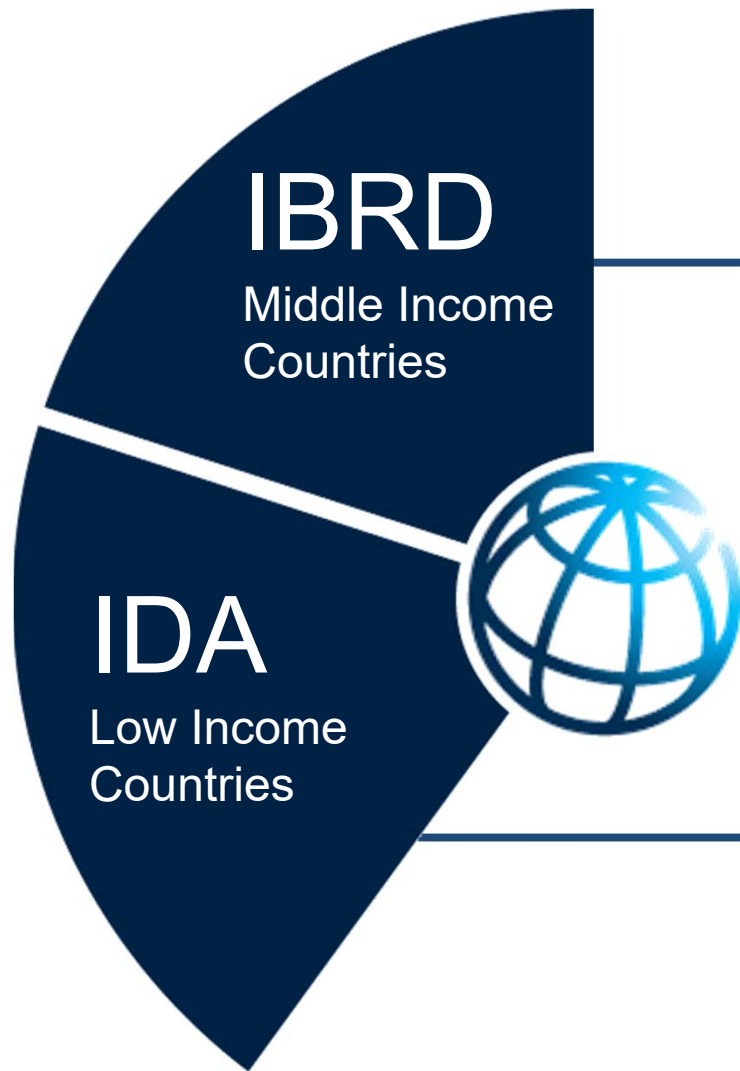 IBRD
Middle Income
Countries
IDA
Low Income
Countries